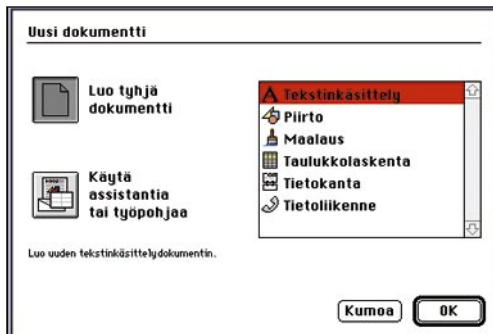 Uusi dokumentti
Luo tyhjä
dokumentti
Käytä
assistantia
tai työpohjaa
Luo uuden tekstinkäsittelydokumentin.
Tekstinkäsittely
Piirto
Maalaus
Taulukkolaskenta
Tietokanta
Tietoliikenne
Kumoa
OK